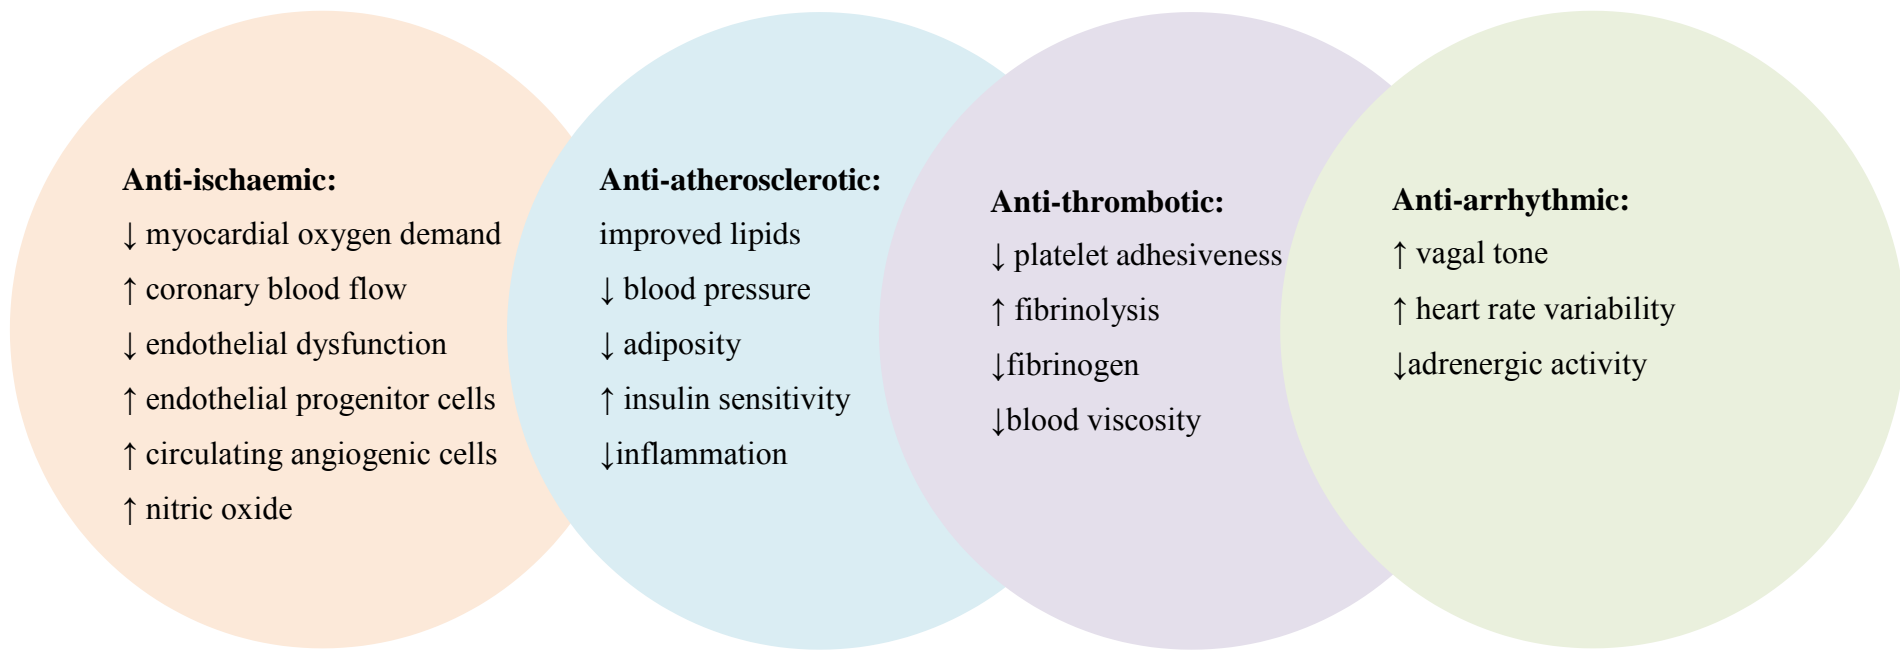 Anti-ischaemic:
↓ myocardial oxygen demand
↑ coronary blood flow
↓ endothelial dysfunction
↑ endothelial progenitor cells
↑ circulating angiogenic cells
↑ nitric oxide
Anti-atherosclerotic:
improved lipids
↓ blood pressure
↓ adiposity
↑ insulin sensitivity
↓inflammation
Anti-thrombotic:
↓ platelet adhesiveness
↑ fibrinolysis
↓fibrinogen
↓blood viscosity
Anti-arrhythmic:
↑ vagal tone
↑ heart rate variability
↓adrenergic activity